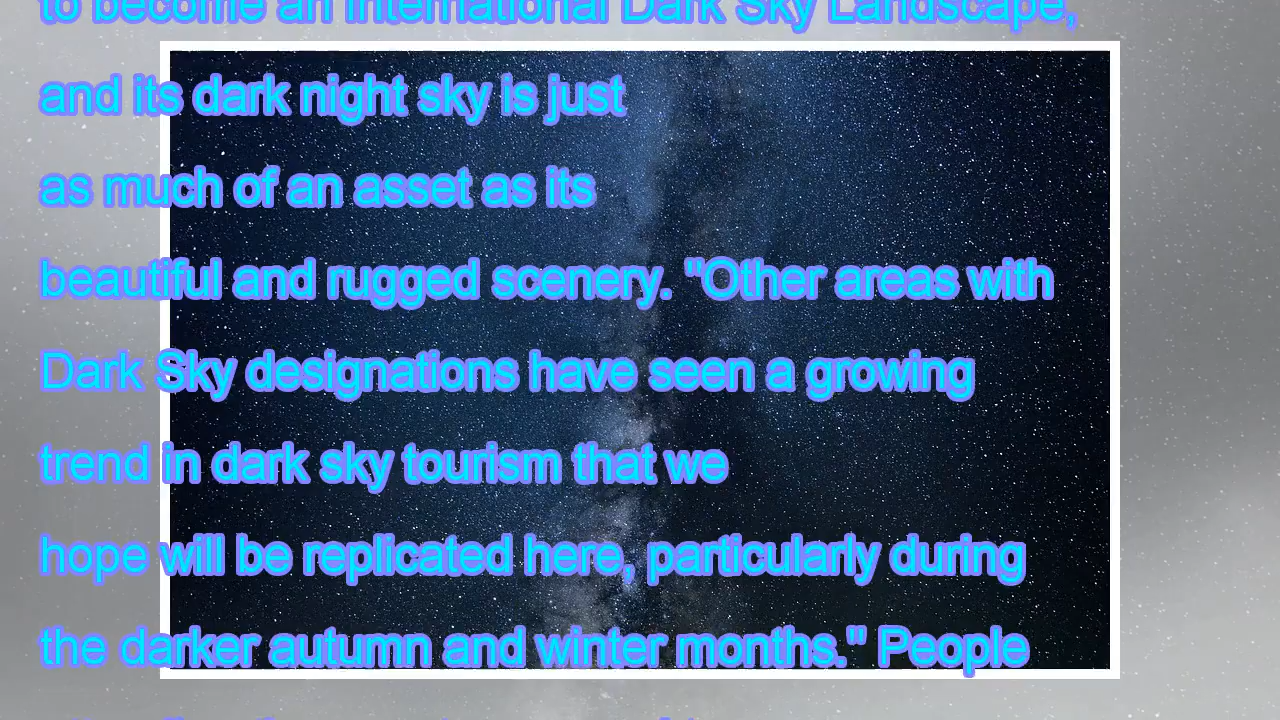 to become an International Dark Sky Landscape,
and its dark night sky is just
as much of an asset as its
beautiful and rugged scenery. "Other areas with
Dark Sky designations have seen a growing
trend in dark sky tourism that we
hope will be replicated here, particularly during
the darker autumn and winter months." People